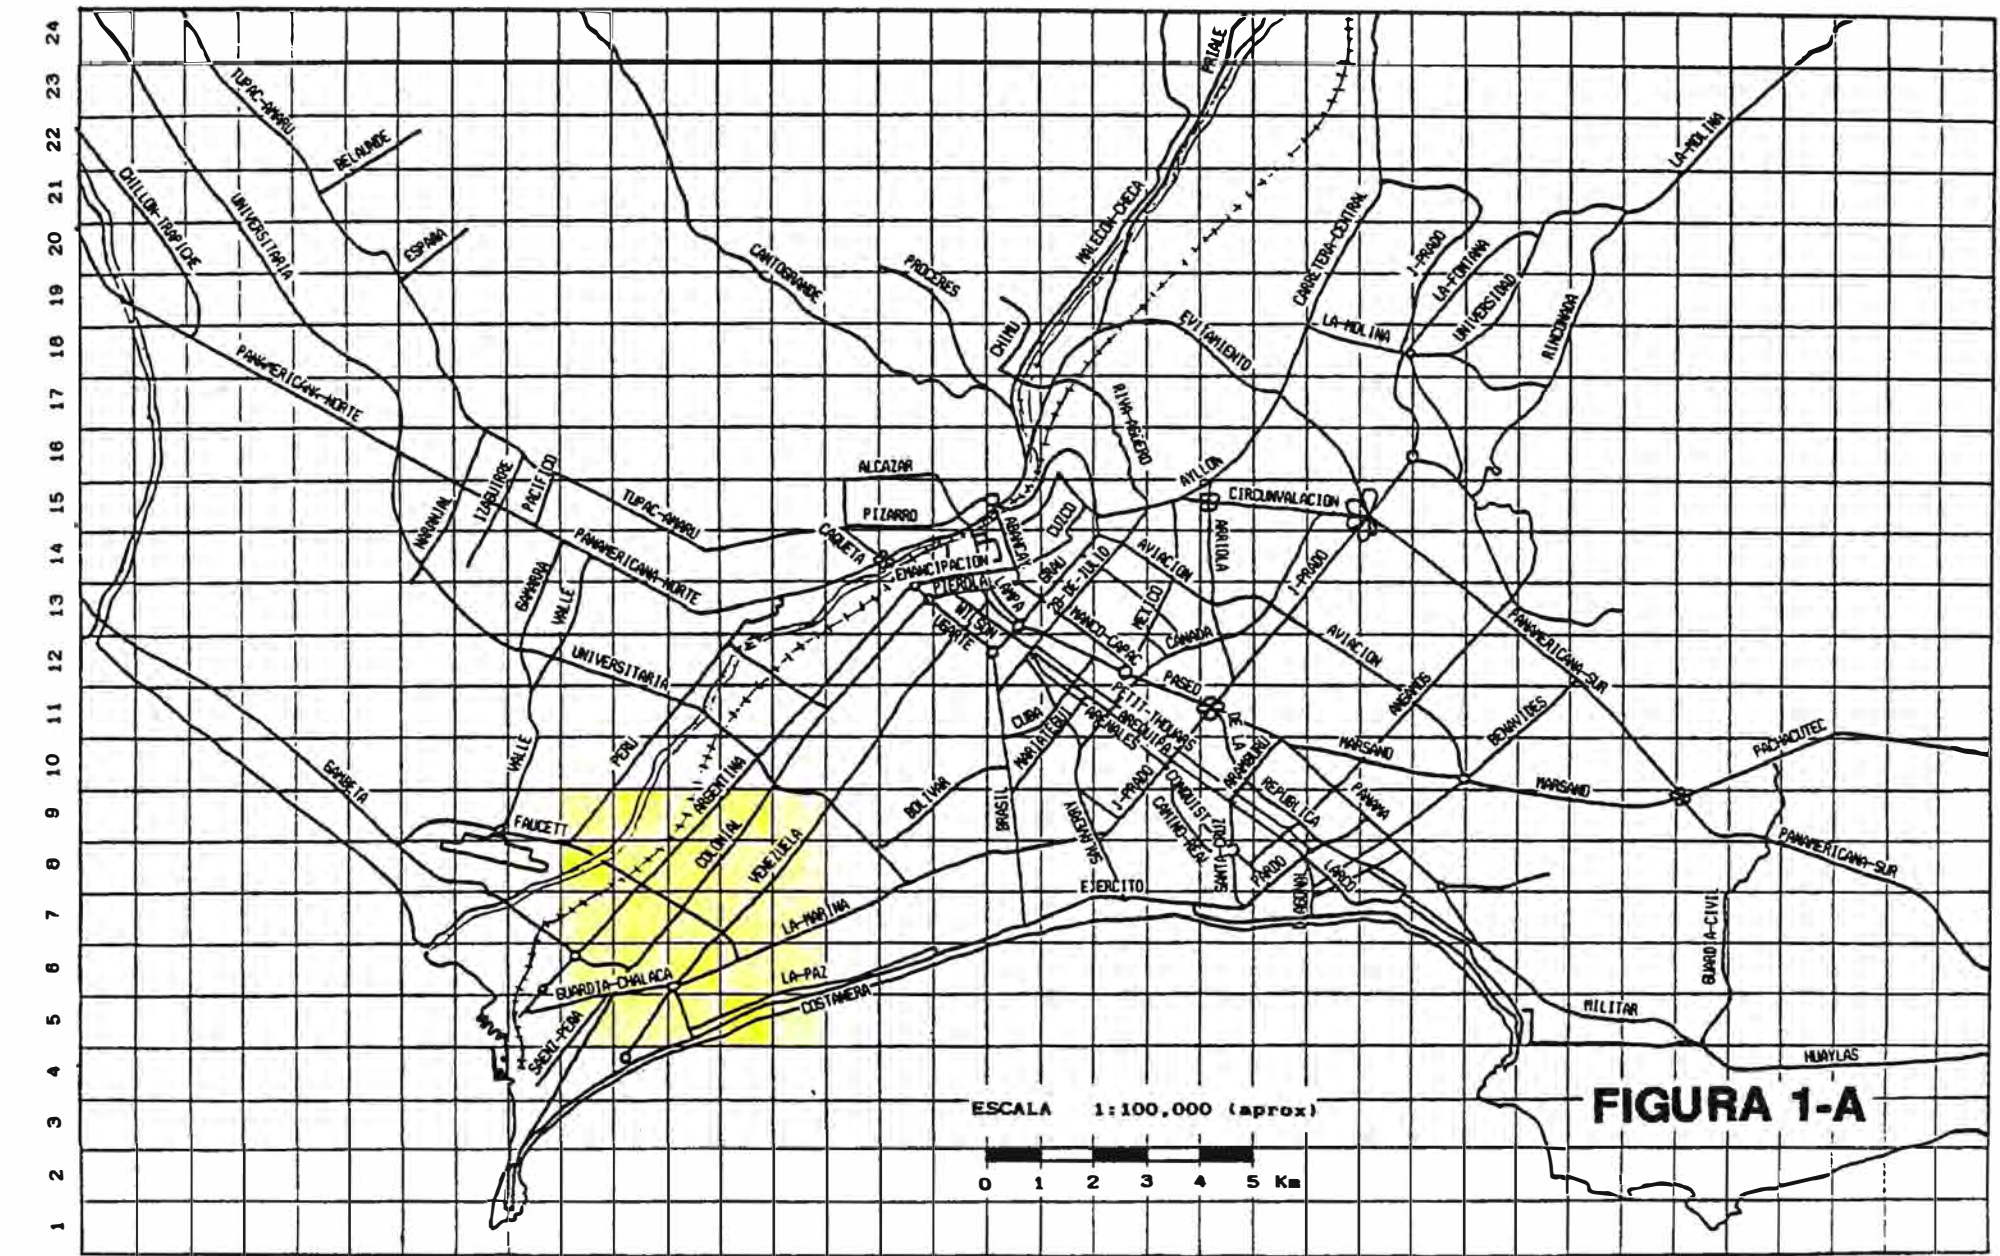 24
23
22
21
20
19
18
17
16
15
14
13
12
11
10
9
8
7
6
5
4
3
2
1
TUPAC-AMARU
BELAUNDE
CHILLON-TRAPICHE
UNIVERSITARIA
ESPAÑA
PANAMERICANA-NORTE
CANTOGRANDE
PROCERES
CHIMU
MALECON-CHECA
PRIALE
EVITAMIENTO
CARRETERA-CENTRAL
J-PRADO
LA-FONTANA
UNIVERSIDAD
LA-MOLINA
LA-MOLINA
RINCONADA
RIVA-AGUERO
NARANJAL
IZAGUIRRE
PACIFICO
TUPAC-AMARU
ALCAZAR
PIZARRO
CAQUETA
AYLLON
CIRCUNVALACION
ABANCAY
CUZCO
EMANCIPACION
PIEROLA
LAMPA
GRAU
28-DE-JULIO
AVIACION
ARRIOLA
J-PRADO
PANAMERICANA-NORTE
GAMARRA
VALLE
WILSON
UGARTE
MANCO-CAPAC
MEXICO
CANADA
AVIACION
PANAMERICANA-SUR
UNIVERSITARIA
PASEO
DE LA
REPUBLICA
PETIT-THOUARS
AREQUIPA
ARENALES
CUBA
MARIATEGUI
ANGAMOS
BENAVIDES
MARSANO
MARSANO
PACHACUTEC
PANAMERICANA-SUR
VALLE
PERU
ARGENTINA
COLONIAL
VENEZUELA
BOLIVAR
BRASIL
SALAVERRY
J-PRADO
CONQUIST
CAMINO-REAL
ARAMBURU
PANAMA
GAMBETA
FAUCETT
SANTA CRUZ
PARDO
LARCO
DIAGONAL
EJERCITO
LA-MARINA
GUARDIA-CHALACA
LA-PAZ
COSTANERA
SAENZ-PEÑA
GUARDIA-CIVIL
MILITAR
HUAYLAS
ESCALA 1:100,000 (aprox)
0 1 2 3 4 5 Km
FIGURA 1-A